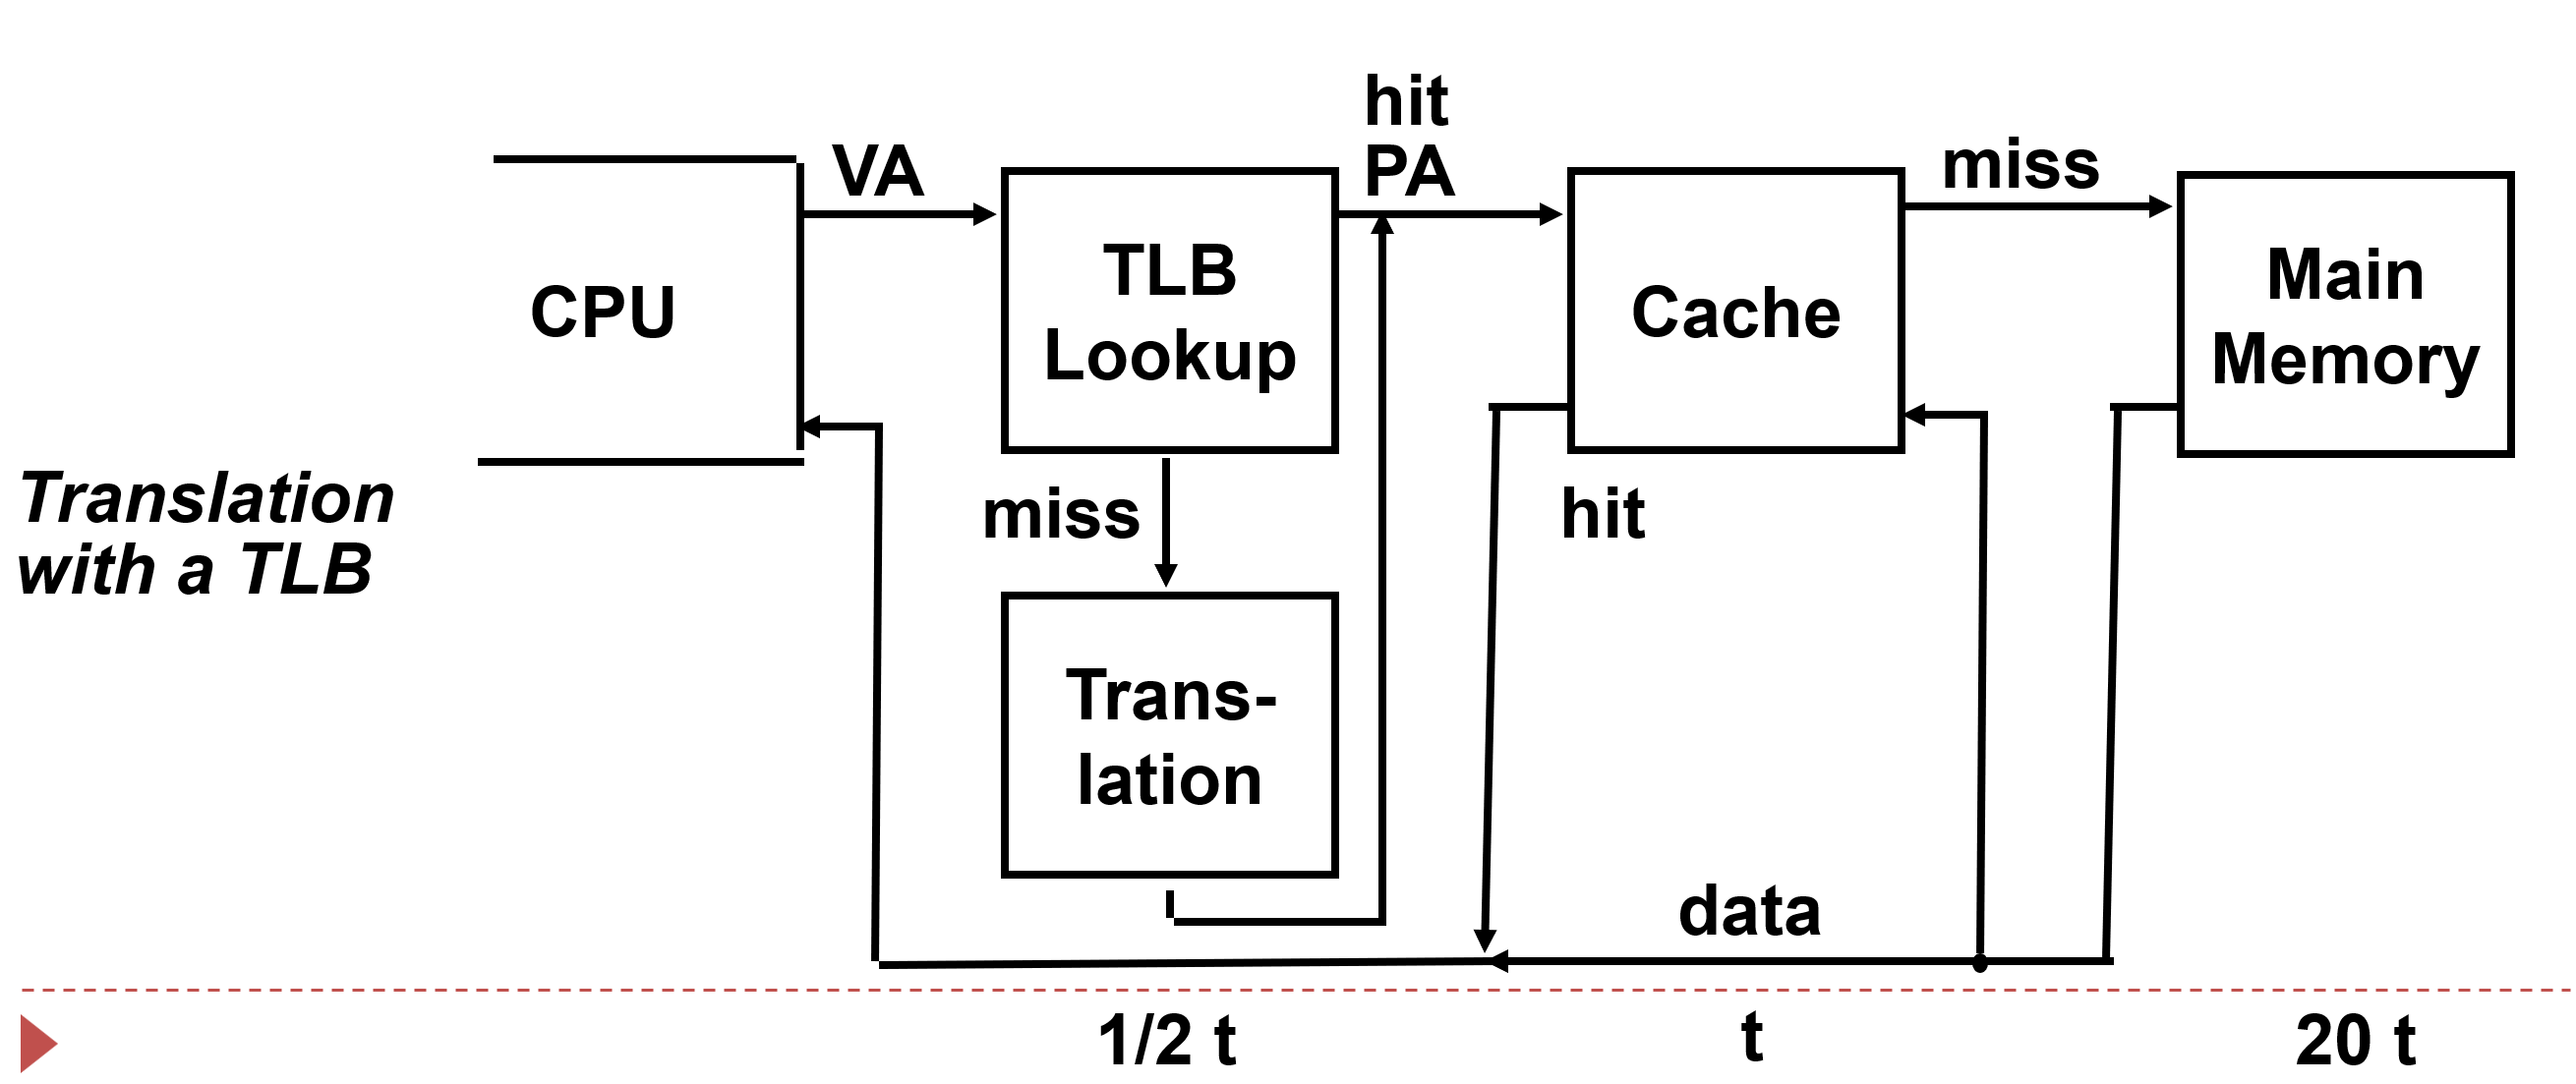 hit
VA
PA
miss
TLB
Lookup
CPU
Cache
Main
Memory
Translation
with a TLB
miss
hit
Trans-
lation
data
1/2 t
t
20 t